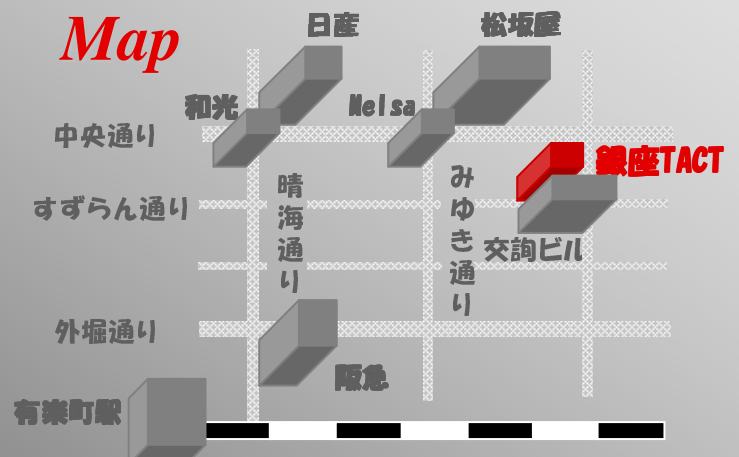 Map
日産
松坂屋
和光
Melsa
中央通り
銀座TACT
晴海通り
みゆき通り
すずらん通り
交詢ビル
外堀通り
阪急
有楽町駅